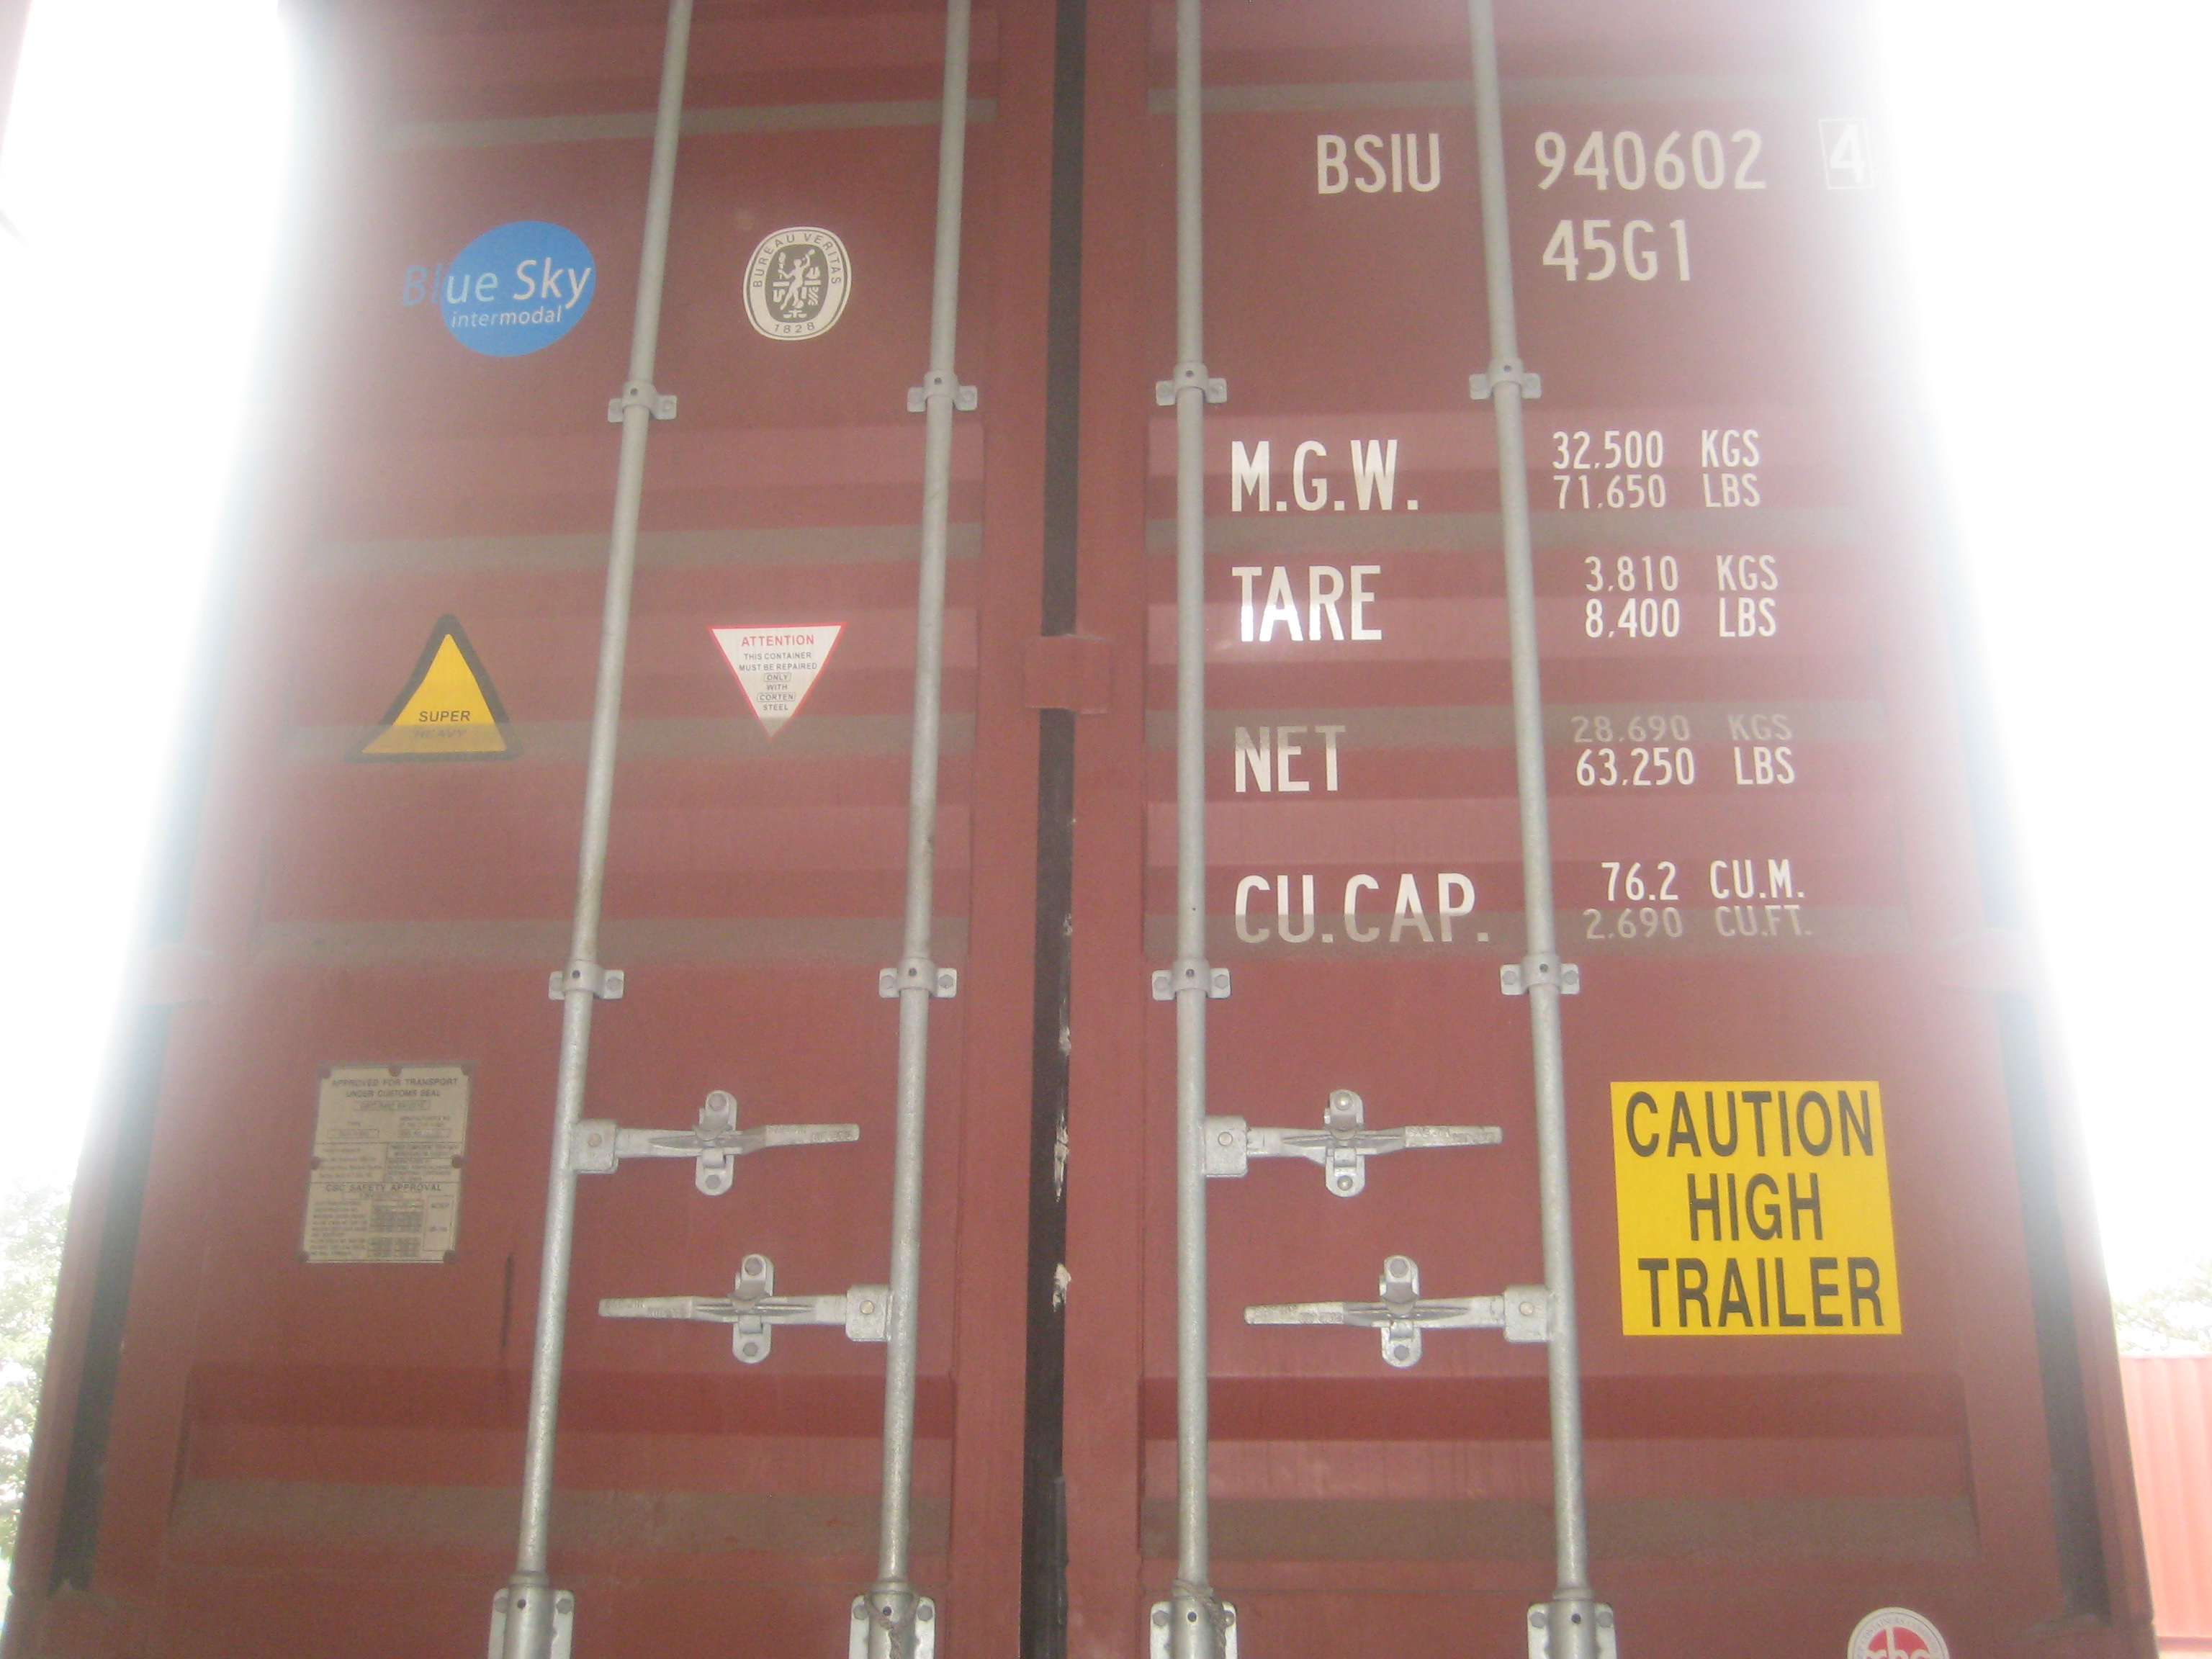 BSIU 940602 4
45G1
Blue Sky
intermodal
BUREAU VERITAS
1828
M.G.W. 32,500 KGS
71,650 LBS
TARE 3,810 KGS
8,400 LBS
NET 28,690 KGS
63,250 LBS
CU.CAP. 76.2 CU.M.
2,690 CU.FT.
SUPER
HEAVY
ATTENTION
THIS CONTAINER
MUST BE REPAIRED
ONLY
WITH
CORTEN
STEEL
APPROVED FOR TRANSPORT
UNDER CUSTOMS SEAL
CSC SAFETY APPROVAL
CAUTION
HIGH
TRAILER